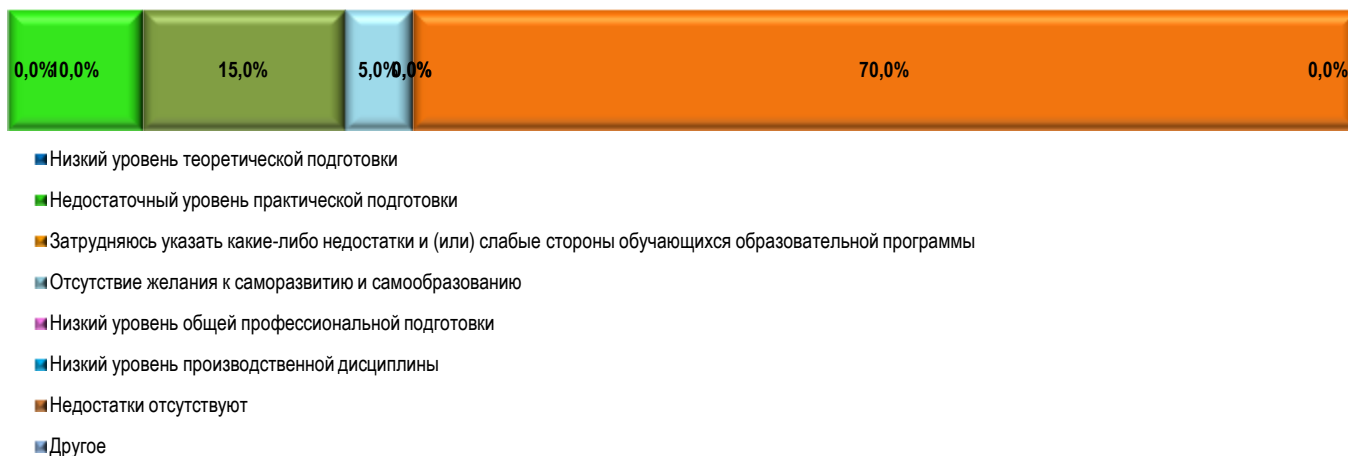 0,0% 10,0% 15,0% 5,0% 0,0% 0,0% 70,0% 0,0%
Низкий уровень теоретической подготовки
Недостаточный уровень практической подготовки
Затрудняюсь указать какие-либо недостатки и (или) слабые стороны обучающихся образовательной программы
Отсутствие желания к саморазвитию и самообразованию
Низкий уровень общей профессиональной подготовки
Низкий уровень производственной дисциплины
Недостатки отсутствуют
Другое